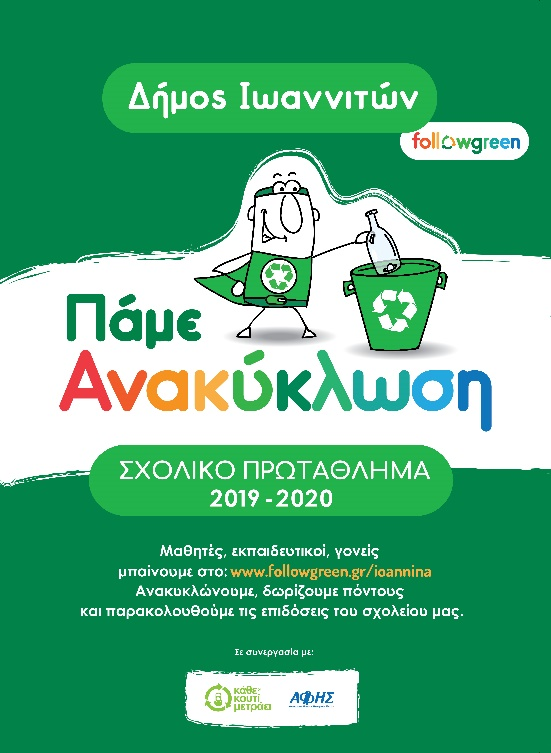 Δήμος Ιωαννιτών
followgreen
Πάμε
Ανακύκλωση
ΣΧΟΛΙΚΟ ΠΡΩΤΑΘΛΗΜΑ
2019 - 2020
Μαθητές, εκπαιδευτικοί, γονείς
μπαίνουμε στο: www.followgreen.gr/ioannina
Ανακυκλώνουμε, δωρίζουμε πόντους
και παρακολουθούμε τις επιδόσεις του σχολείου μας.
Σε συνεργασία με:
κάθε
κουτί
μετράει
ΑΦΗΣ